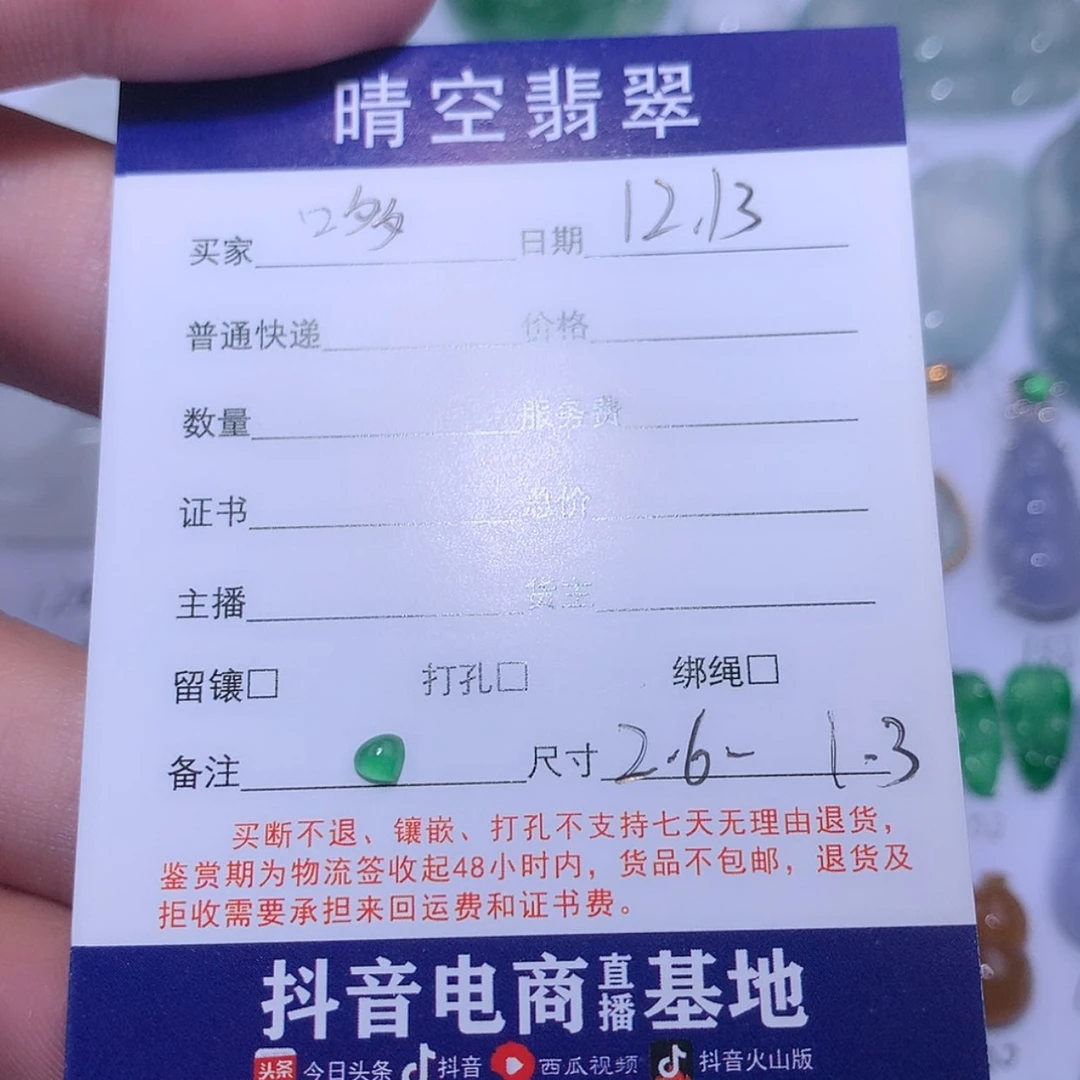 晴空翡翠
买家 口够 日期 12.13
普通快递 价格
数量 服务费
证书 总价
主播 货主
留镶□ 打孔□ 绑绳□
备注 尺寸 2.6- 1.3
买断不退、镶嵌、打孔不支持七天无理由退货，
鉴赏期为物流签收起48小时内，货品不包邮，退货及
拒收需要承担来回运费和证书费。
抖音电商直播基地
头条 今日头条 抖音 西瓜视频 抖音火山版